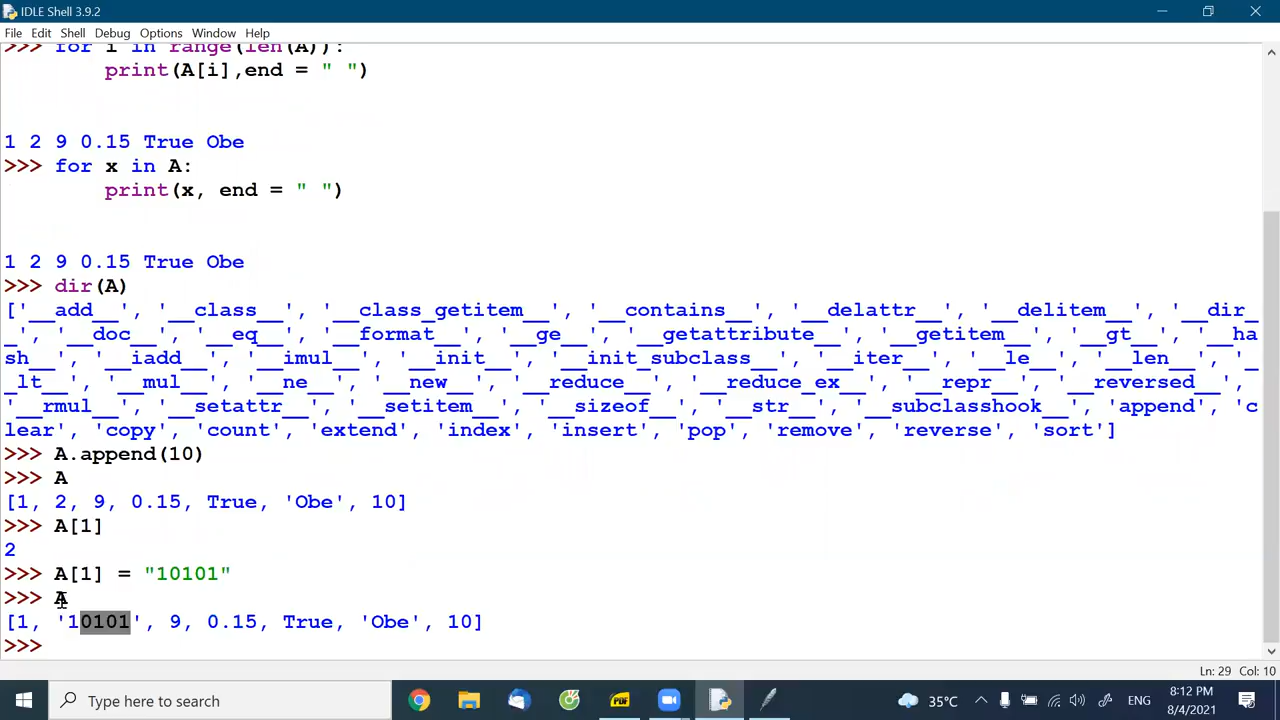 IDLE Shell 3.9.2
File Edit Shell Debug Options Window Help
>>> for i in range(len(A)):
        print(A[i],end = " ")
1 2 9 0.15 True Obe
>>> for x in A:
        print(x, end = " ")
1 2 9 0.15 True Obe
>>> dir(A)
['__add__', '__class__', '__class_getitem__', '__contains__', '__delattr__', '__delitem__', '__dir_
_', '__doc__', '__eq__', '__format__', '__ge__', '__getattribute__', '__getitem__', '__gt__', '__ha
sh__', '__iadd__', '__imul__', '__init__', '__init_subclass__', '__iter__', '__le__', '__len__', '_
_lt__', '__mul__', '__ne__', '__new__', '__reduce__', '__reduce_ex__', '__repr__', '__reversed__',
'__rmul__', '__setattr__', '__setitem__', '__sizeof__', '__str__', '__subclasshook__', 'append', 'c
lear', 'copy', 'count', 'extend', 'index', 'insert', 'pop', 'remove', 'reverse', 'sort']
>>> A.append(10)
>>> A
[1, 2, 9, 0.15, True, 'Obe', 10]
>>> A[1]
2
>>> A[1] = "10101"
>>> A
[1, '10101', 9, 0.15, True, 'Obe', 10]
>>>
Ln: 29 Col: 10
Type here to search
PDF
35°C
ENG
8:12 PM
8/4/2021